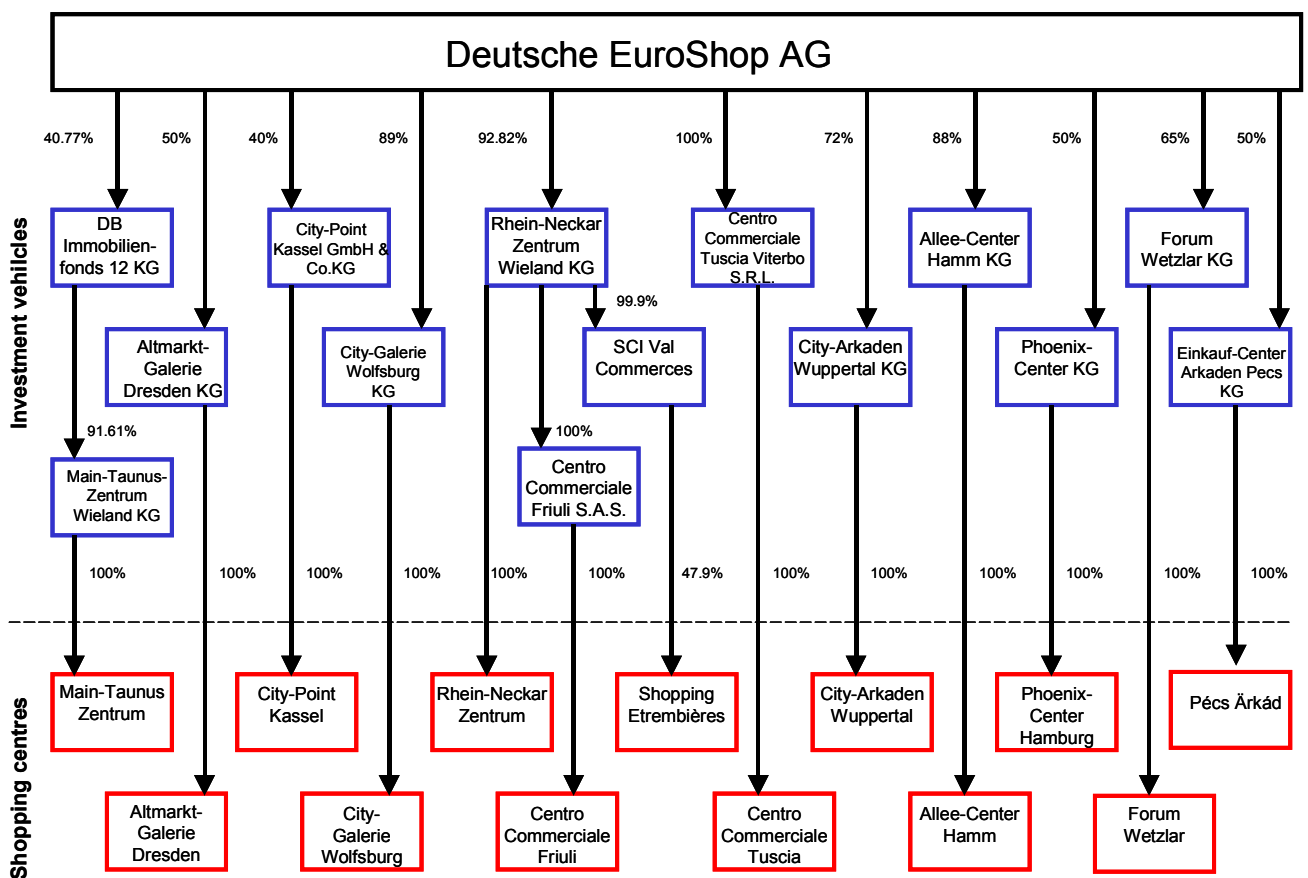 Deutsche EuroShop AG
40.77%
50%
40%
89%
92.82%
100%
72%
88%
50%
65%
50%
Investment vehilcles
DB
Immobilien-
fonds 12 KG
City-Point
Kassel GmbH &
Co.KG
Rhein-Neckar
Zentrum
Wieland KG
Centro
Commerciale
Tuscia Viterbo
S.R.L.
Allee-Center
Hamm KG
Forum
Wetzlar KG
99.9%
Altmarkt-
Galerie
Dresden KG
City-Galerie
Wolfsburg
KG
SCI Val
Commerces
City-Arkaden
Wuppertal KG
Phoenix-
Center KG
Einkauf-Center
Arkaden Pecs
KG
91.61%
100%
Main-Taunus-
Zentrum
Wieland KG
Centro
Commerciale
Friuli S.A.S.
100%
100%
100%
100%
100%
100%
47.9%
100%
100%
100%
100%
100%
100%
Shopping centres
Main-Taunus
Zentrum
City-Point
Kassel
Rhein-Neckar
Zentrum
Shopping
Etrembières
City-Arkaden
Wuppertal
Phoenix-
Center
Hamburg
Pécs Ärkád
Altmarkt-
Galerie
Dresden
City-
Galerie
Wolfsburg
Centro
Commerciale
Friuli
Centro
Commerciale
Tuscia
Allee-Center
Hamm
Forum
Wetzlar